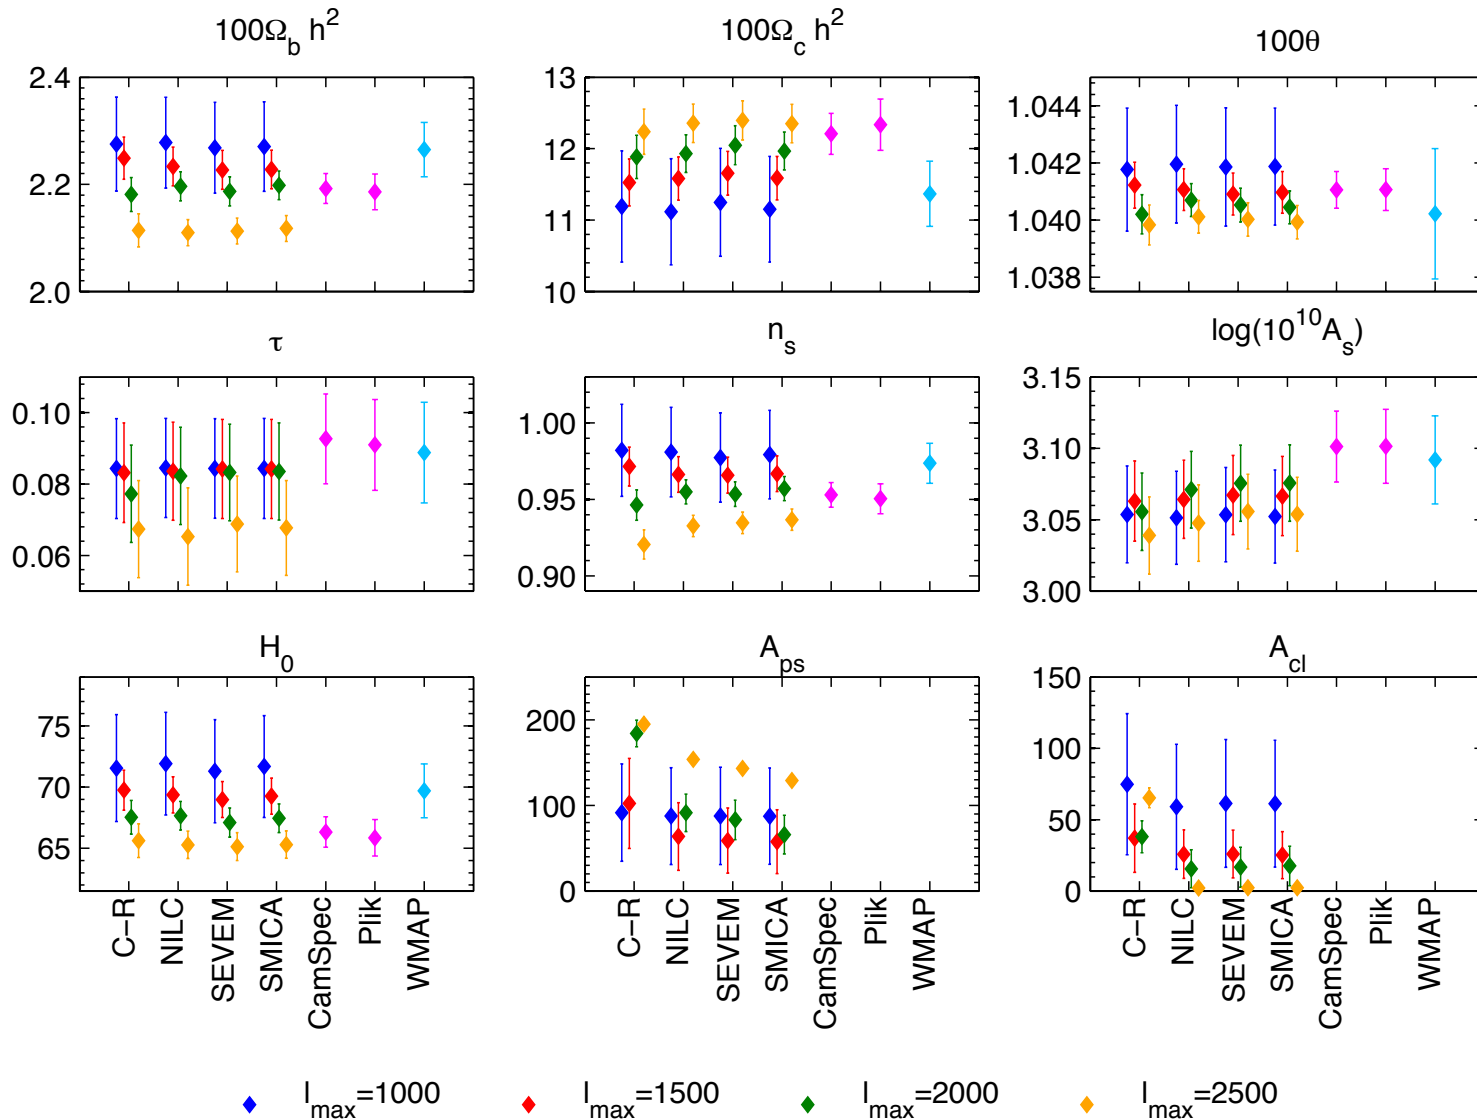 100Ω_b h^2
100Ω_c h^2
100θ
2.4
2.2
2.0
13
12
11
10
1.044
1.042
1.040
1.038
τ
n_s
log(10^10 A_s)
0.10
0.08
0.06
1.00
0.95
0.90
3.15
3.10
3.05
3.00
H_0
A_ps
A_cl
75
70
65
200
100
0
150
100
50
0
C−R
NILC
SEVEM
SMICA
CamSpec
Plik
WMAP
C−R
NILC
SEVEM
SMICA
CamSpec
Plik
WMAP
C−R
NILC
SEVEM
SMICA
CamSpec
Plik
WMAP
l_max=1000
l_max=1500
l_max=2000
l_max=2500